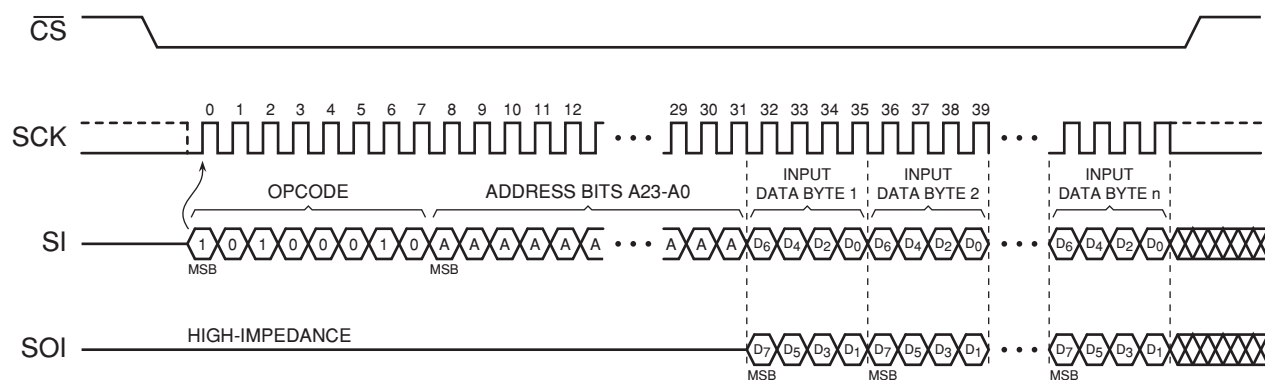 CS
0 1 2 3 4 5 6 7 8 9 10 11 12 29 30 31 32 33 34 35 36 37 38 39
SCK
OPCODE
ADDRESS BITS A23-A0
INPUT
DATA BYTE 1
INPUT
DATA BYTE 2
INPUT
DATA BYTE n
SI
1 0 1 0 0 0 1 0 A A A A A A A A A D6 D4 D2 D0 D6 D4 D2 D0 D6 D4 D2 D0
MSB MSB
HIGH-IMPEDANCE
SOI
D7 D5 D3 D1 D7 D5 D3 D1 D7 D5 D3 D1
MSB MSB MSB